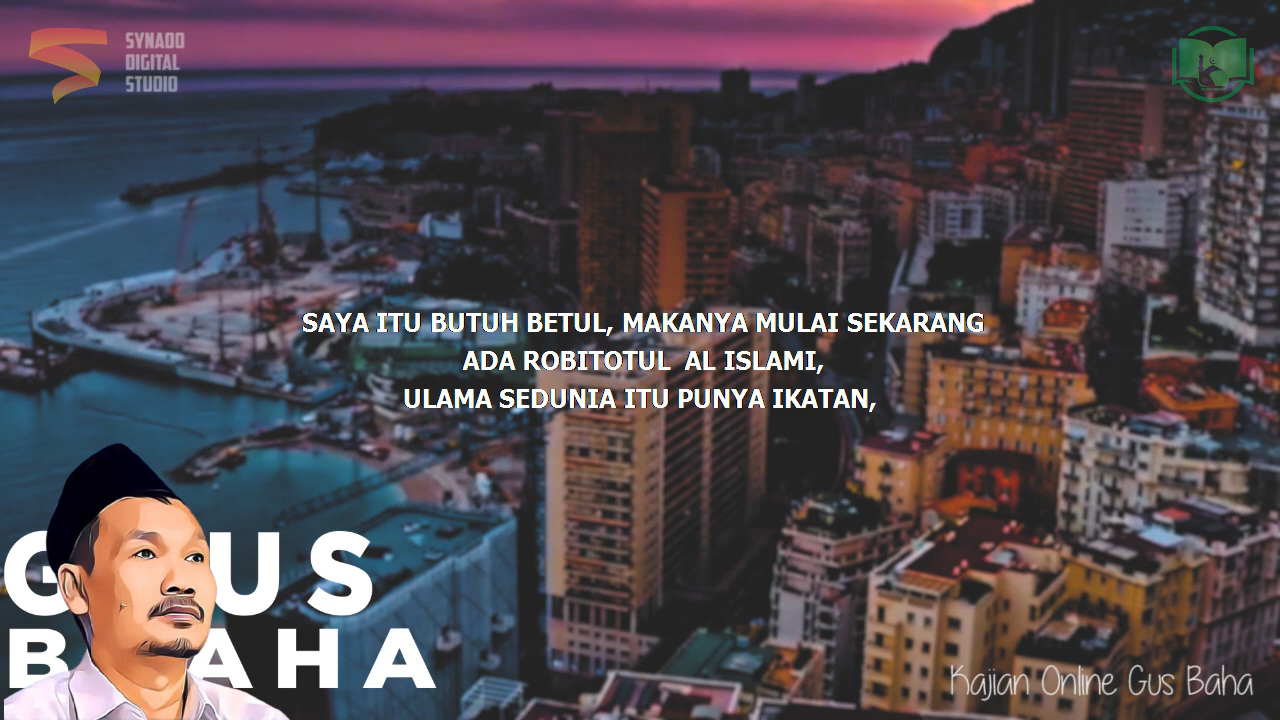 SYNADO
DIGITAL
STUDIO
SAYA ITU BUTUH BETUL, MAKANYA MULAI SEKARANG
ADA ROBITOTUL AL ISLAMI,
ULAMA SEDUNIA ITU PUNYA IKATAN,
GUS
BAHA
Kajian Online Gus Baha